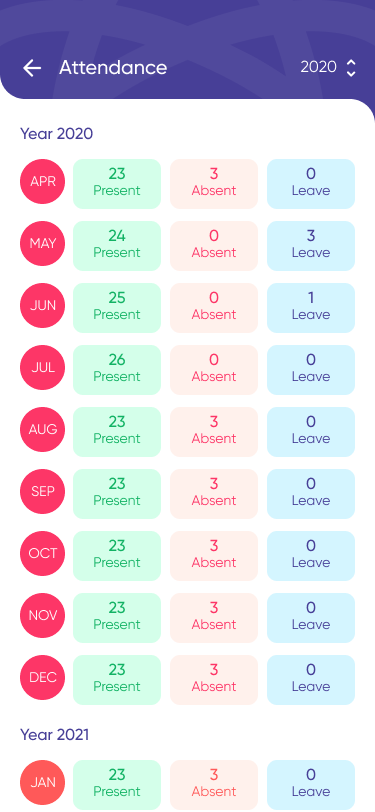 Attendance 2020
Year 2020
APR 23 Present 3 Absent 0 Leave
MAY 24 Present 0 Absent 3 Leave
JUN 25 Present 0 Absent 1 Leave
JUL 26 Present 0 Absent 0 Leave
AUG 23 Present 3 Absent 0 Leave
SEP 23 Present 3 Absent 0 Leave
OCT 23 Present 3 Absent 0 Leave
NOV 23 Present 3 Absent 0 Leave
DEC 23 Present 3 Absent 0 Leave
Year 2021
JAN 23 Present 3 Absent 0 Leave